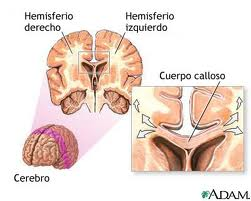 Hemisferio
derecho
Hemisferio
izquierdo
Cuerpo calloso
Cerebro
ADAM.